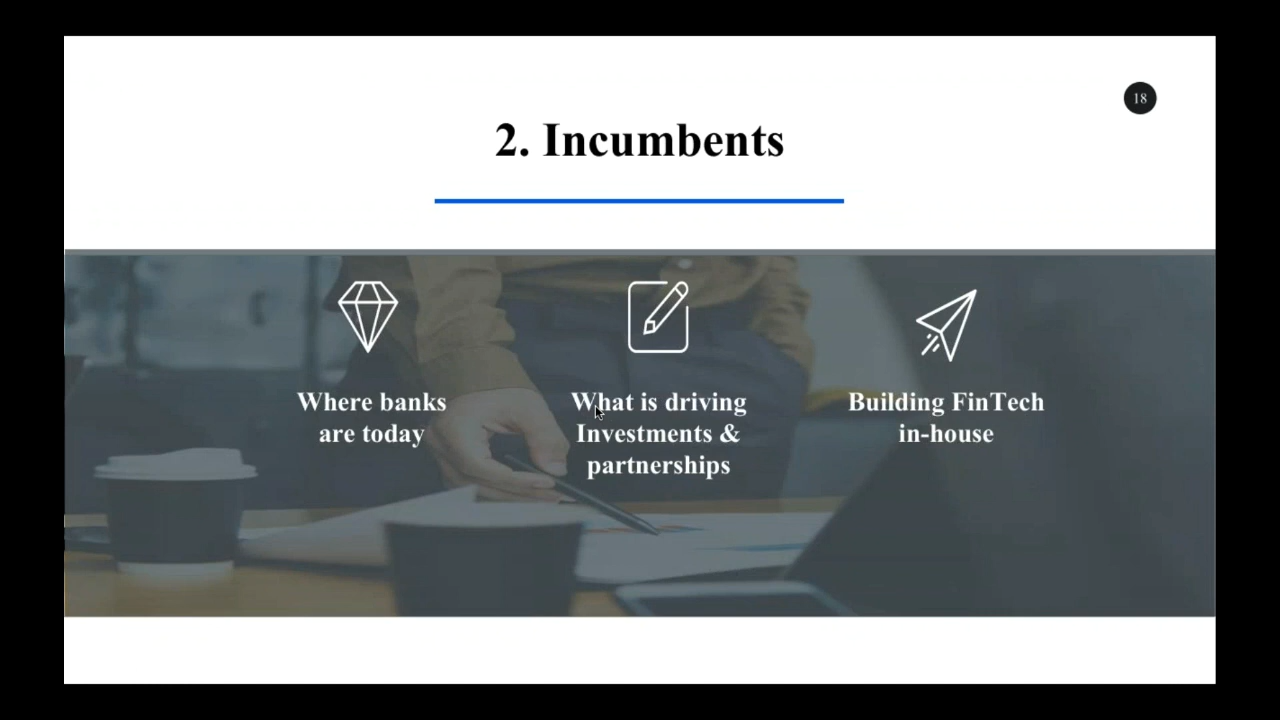 18
2. Incumbents
Where banks
are today
What is driving
Investments &
partnerships
Building FinTech
in-house